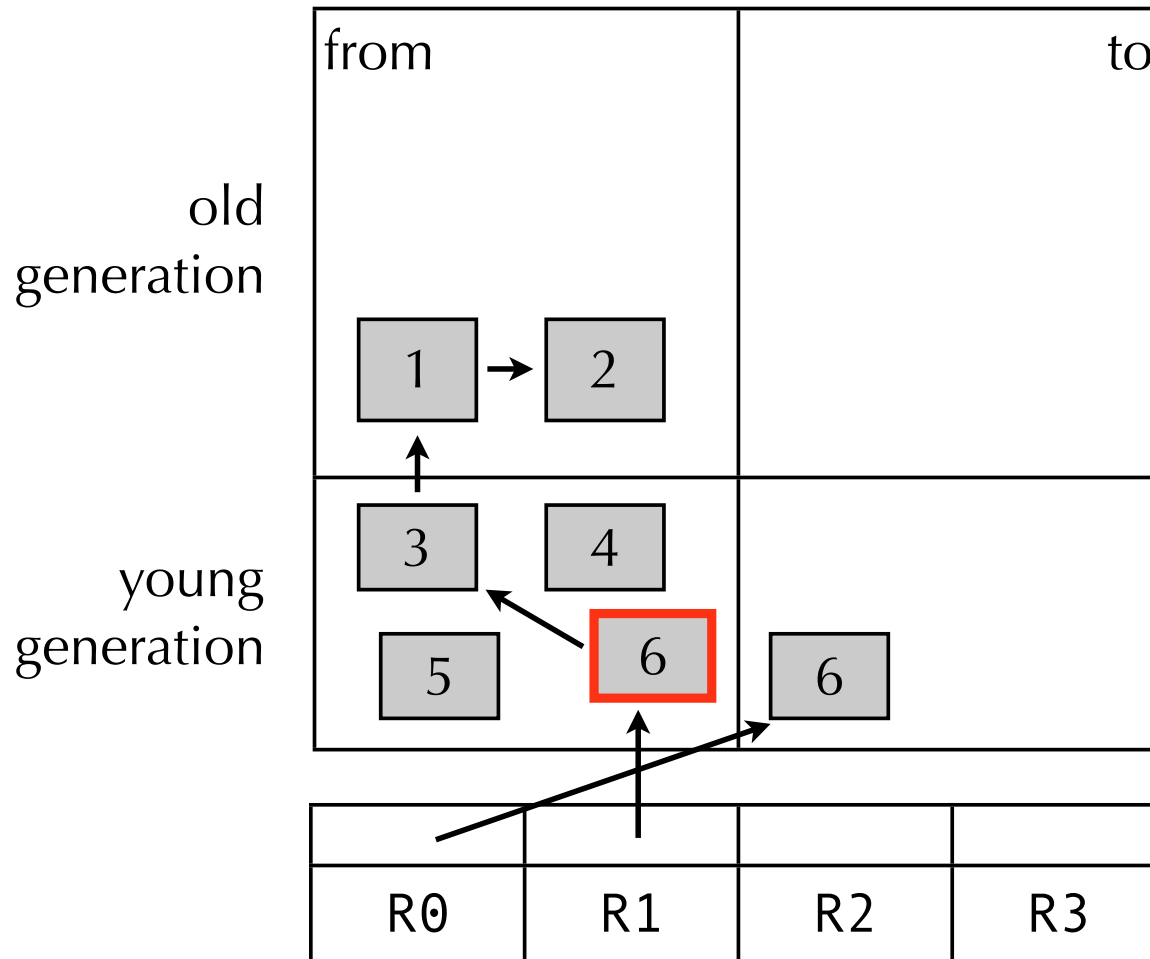 from to
old
generation
1 2
3 4
young
generation
5 6 6
R0 R1 R2 R3